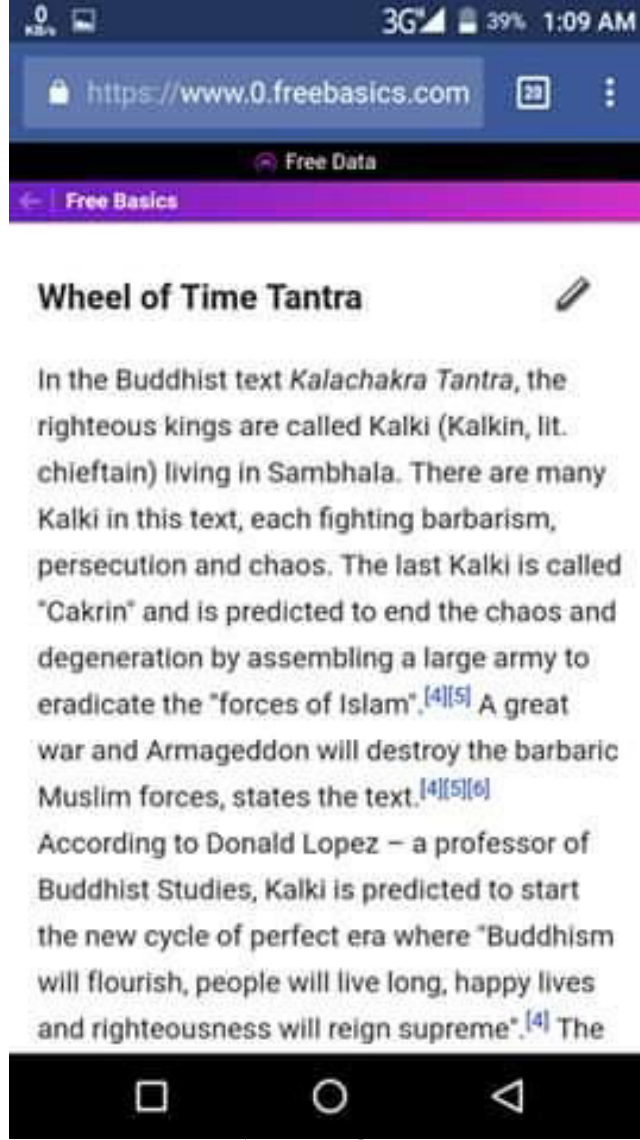 0
KB/s
3G 39% 1:09 AM
https://www.0.freebasics.com
28
Free Data
Free Basics
Wheel of Time Tantra
In the Buddhist text Kalachakra Tantra, the
righteous kings are called Kalki (Kalkin, lit.
chieftain) living in Sambhala. There are many
Kalki in this text, each fighting barbarism,
persecution and chaos. The last Kalki is called
"Cakrin" and is predicted to end the chaos and
degeneration by assembling a large army to
eradicate the "forces of Islam".[4][5] A great
war and Armageddon will destroy the barbaric
Muslim forces, states the text.[4][5][6]
According to Donald Lopez – a professor of
Buddhist Studies, Kalki is predicted to start
the new cycle of perfect era where "Buddhism
will flourish, people will live long, happy lives
and righteousness will reign supreme".[4] The